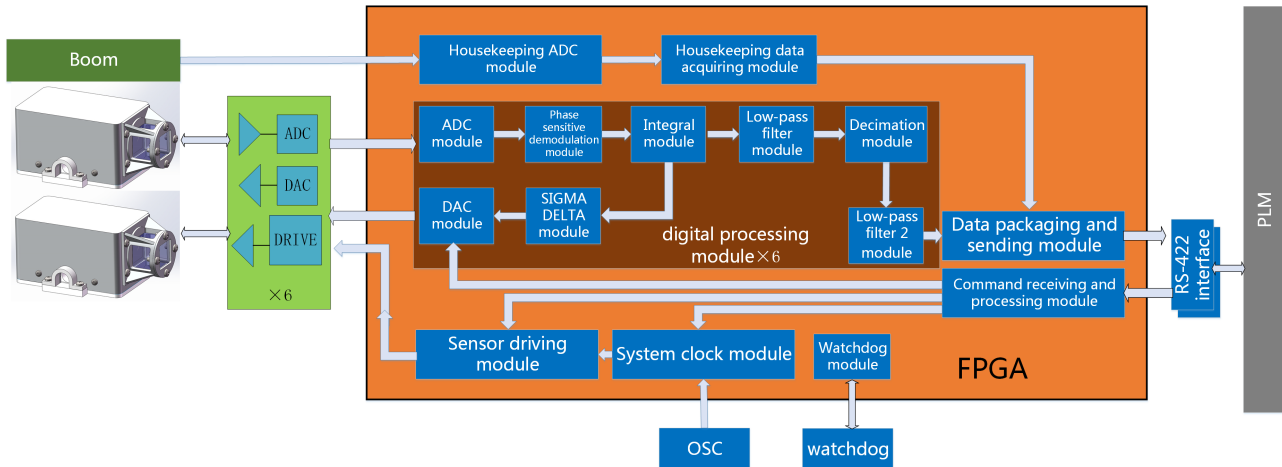 Boom
ADC
DAC
DRIVE
×6
Housekeeping ADC
module
Housekeeping data
acquiring module
ADC
module
Phase
sensitive
demodulation
module
Integral
module
Low-pass
filter
module
Decimation
module
DAC
module
SIGMA
DELTA
module
digital processing
module×6
Low-pass
filter 2
module
Data packaging and
sending module
Command receiving and
processing module
Sensor driving
module
System clock module
Watchdog
module
FPGA
OSC
watchdog
RS-422
interface
PLM